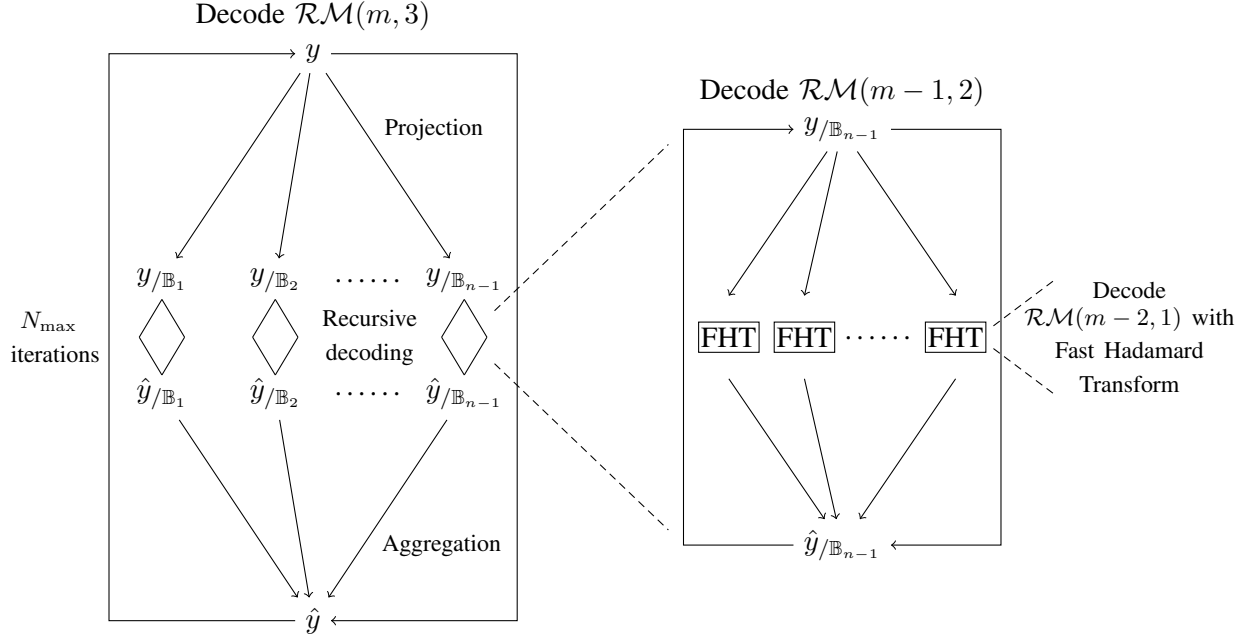 Decode $\mathcal{RM}(m, 3)$
$y$
Projection
$y_{/\mathbb{B}_1}$ $y_{/\mathbb{B}_2}$ ⋯⋯ $y_{/\mathbb{B}_{n-1}}$
$N_{\max}$
iterations
Recursive
decoding
$\hat{y}_{/\mathbb{B}_1}$ $\hat{y}_{/\mathbb{B}_2}$ ⋯⋯ $\hat{y}_{/\mathbb{B}_{n-1}}$
Aggregation
$\hat{y}$
Decode $\mathcal{RM}(m-1, 2)$
$y_{/\mathbb{B}_{n-1}}$
FHT FHT ⋯⋯ FHT
$\hat{y}_{/\mathbb{B}_{n-1}}$
Decode
$\mathcal{RM}(m-2, 1)$ with
Fast Hadamard
Transform